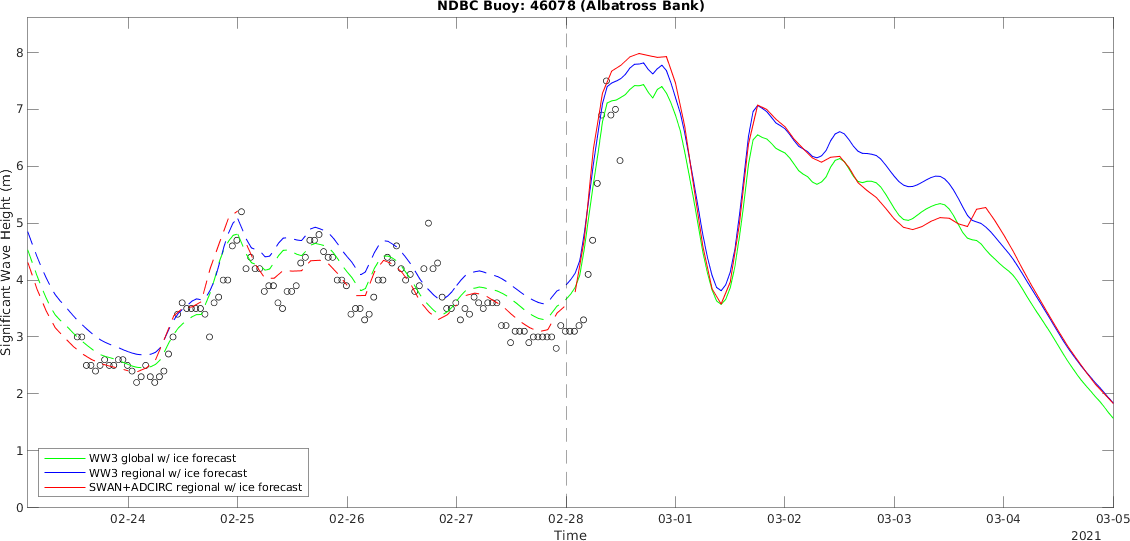 NDBC Buoy: 46078 (Albatross Bank)
Significant Wave Height (m)
8
7
6
5
4
3
2
1
0
WW3 global w/ ice forecast
WW3 regional w/ ice forecast
SWAN+ADCIRC regional w/ ice forecast
02-24 02-25 02-26 02-27 02-28 03-01 03-02 03-03 03-04 03-05
Time
2021